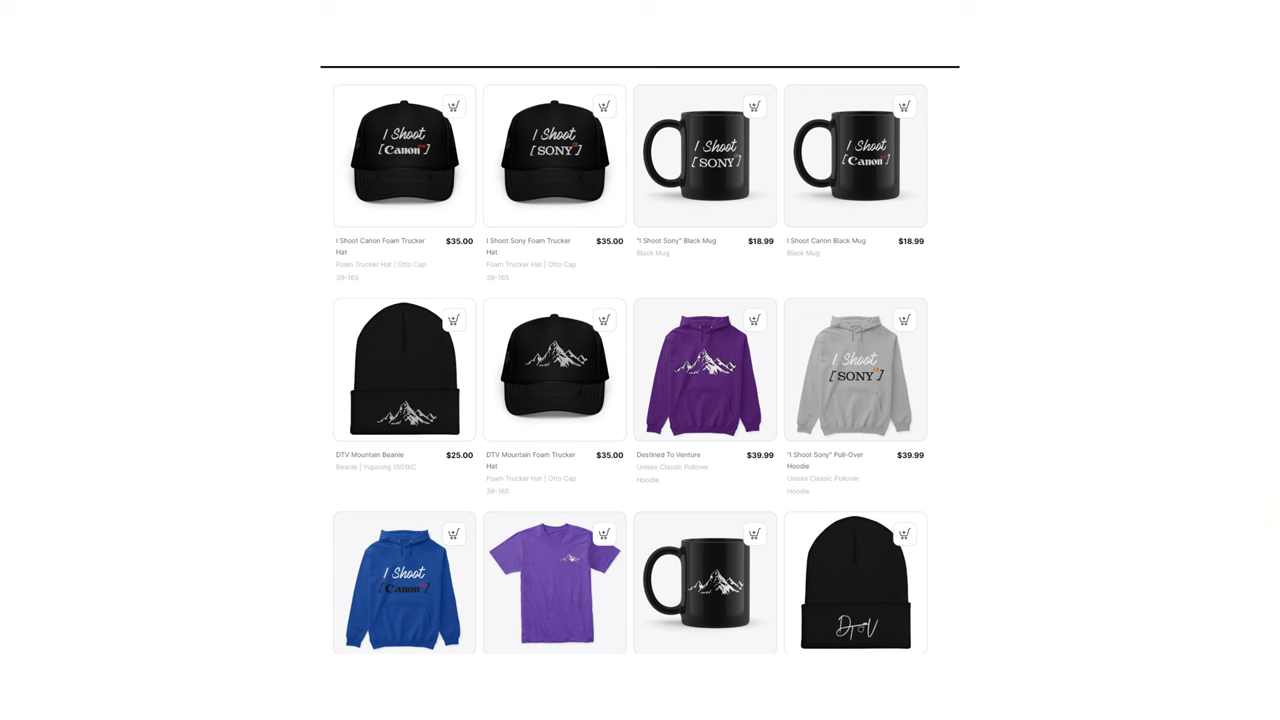 I Shoot
[Canon]
I Shoot
[SONY]
I Shoot
[SONY]
I Shoot
[Canon]
I Shoot Canon Foam Trucker
Hat
$35.00
Foam Trucker Hat | Otto Cap
39-165
I Shoot Sony Foam Trucker
Hat
$35.00
Foam Trucker Hat | Otto Cap
39-165
"I Shoot Sony" Black Mug
$18.99
Black Mug
I Shoot Canon Black Mug
$18.99
Black Mug
I Shoot
[SONY]
DTV Mountain Beanie
$25.00
Beanie | Yupoong 1501KC
DTV Mountain Foam Trucker
Hat
$35.00
Foam Trucker Hat | Otto Cap
39-165
Destined To Venture
$39.99
Unisex Classic Pullover
Hoodie
"I Shoot Sony" Pull-Over
Hoodie
$39.99
Unisex Classic Pullover
Hoodie
I Shoot
[Canon]
DTV